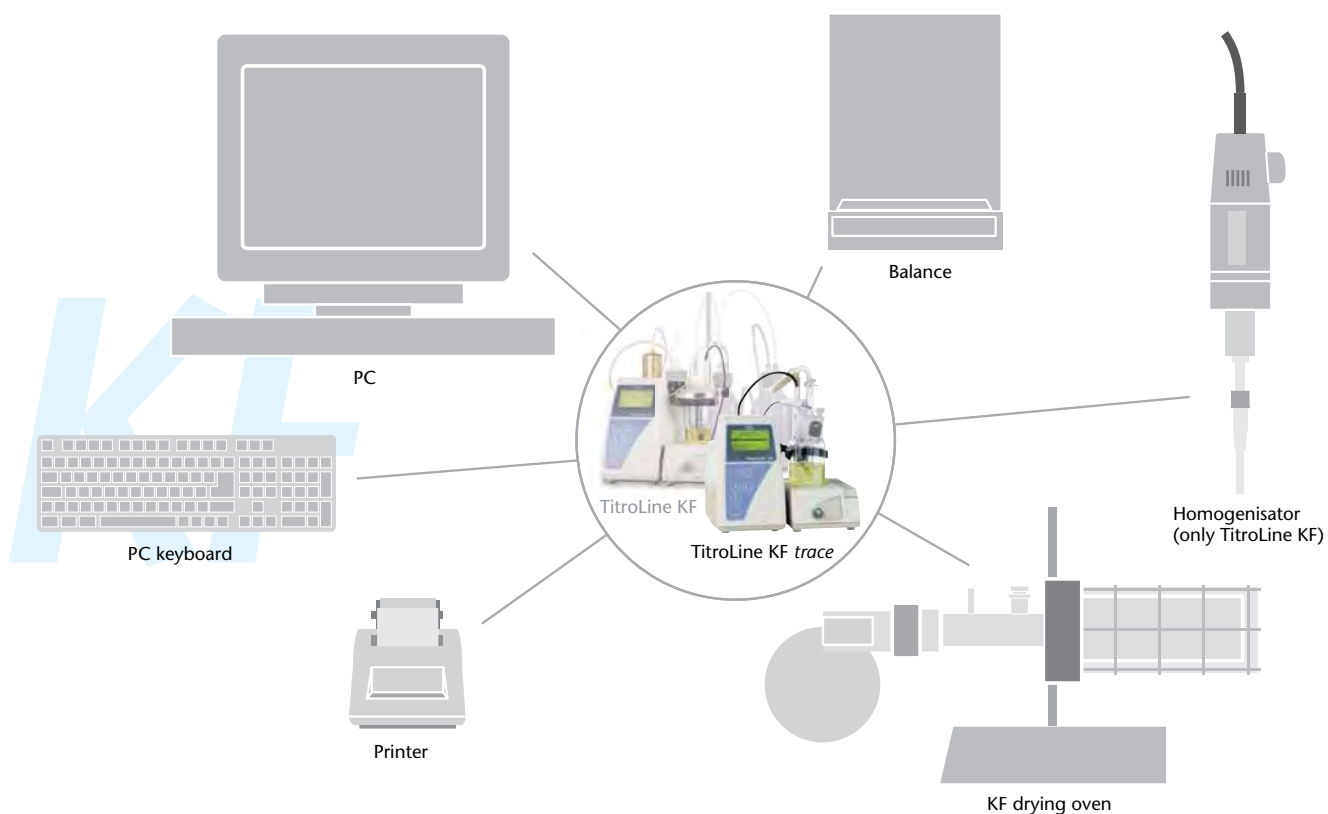 PC
Balance
KF
TitroLine KF
TitroLine KF trace
PC keyboard
Homogenisator
(only TitroLine KF)
Printer
KF drying oven